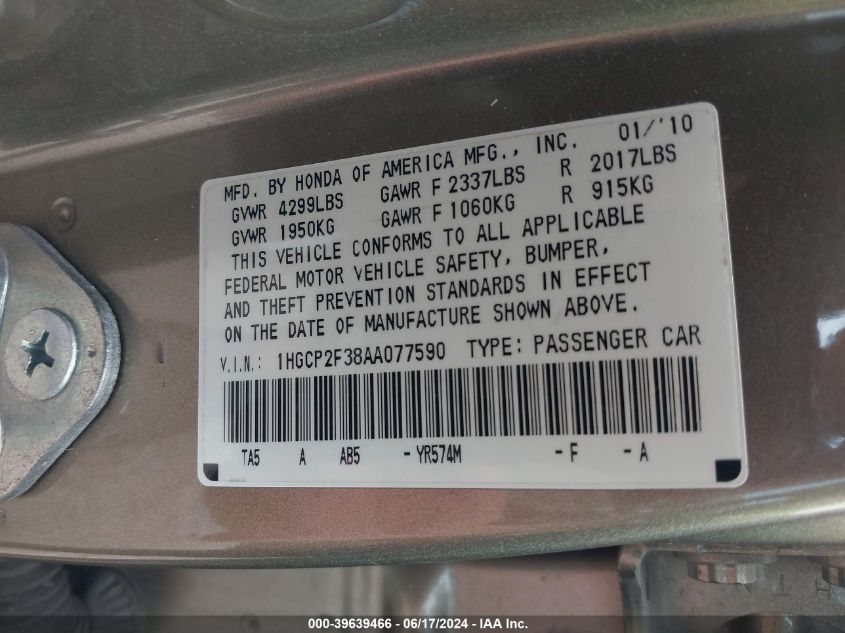 MFD. BY HONDA OF AMERICA MFG., INC. 01/'10
GVWR 4299LBS GAWR F 2337LBS R 2017LBS
GVWR 1950KG GAWR F 1060KG R 915KG
THIS VEHICLE CONFORMS TO ALL APPLICABLE
FEDERAL MOTOR VEHICLE SAFETY, BUMPER,
AND THEFT PREVENTION STANDARDS IN EFFECT
ON THE DATE OF MANUFACTURE SHOWN ABOVE.
V.I.N.: 1HGCP2F38AA077590 TYPE: PASSENGER CAR
TA5 A AB5 -YR574M -F -A
000-39639466 - 06/17/2024 - IAA Inc.